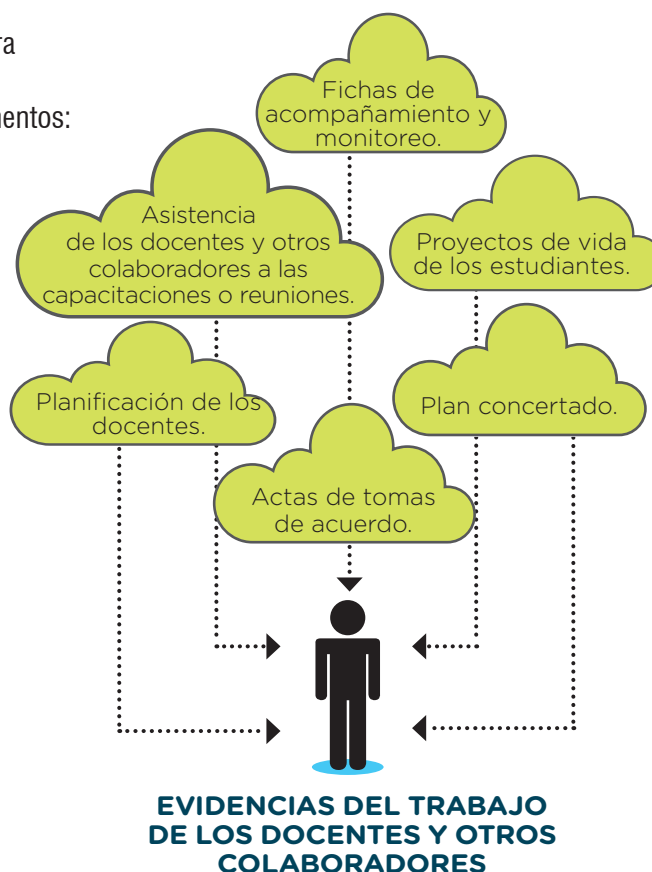 ra
mentos:
Fichas de
acompañamiento y
monitoreo.
Asistencia
de los docentes y otros
colaboradores a las
capacitaciones o reuniones.
Proyectos de vida
de los estudiantes.
Planificación de los
docentes.
Plan concertado.
Actas de tomas
de acuerdo.
EVIDENCIAS DEL TRABAJO
DE LOS DOCENTES Y OTROS
COLABORADORES